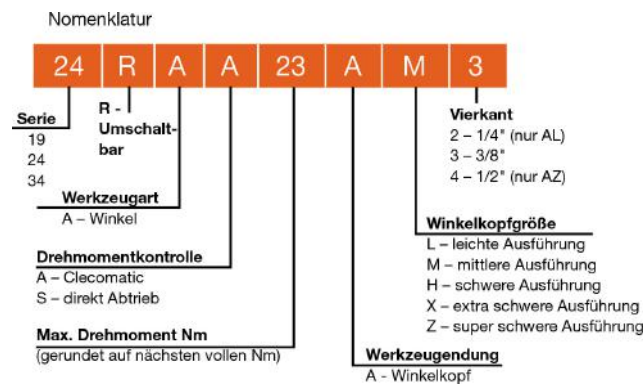 Nomenklatur
24 R A A 23 A M 3
Serie
19
24
34
R -
Umschalt-
bar
Werkzeugart
A – Winkel
Drehmomentkontrolle
A – Clecomatic
S – direkt Abtrieb
Max. Drehmoment Nm
(gerundet auf nächsten vollen Nm)
Vierkant
2 – 1/4" (nur AL)
3 – 3/8"
4 – 1/2" (nur AZ)
Winkelkopfgröße
L – leichte Ausführung
M – mittlere Ausführung
H – schwere Ausführung
X – extra schwere Ausführung
Z – super schwere Ausführung
Werkzeugendung
A - Winkelkopf